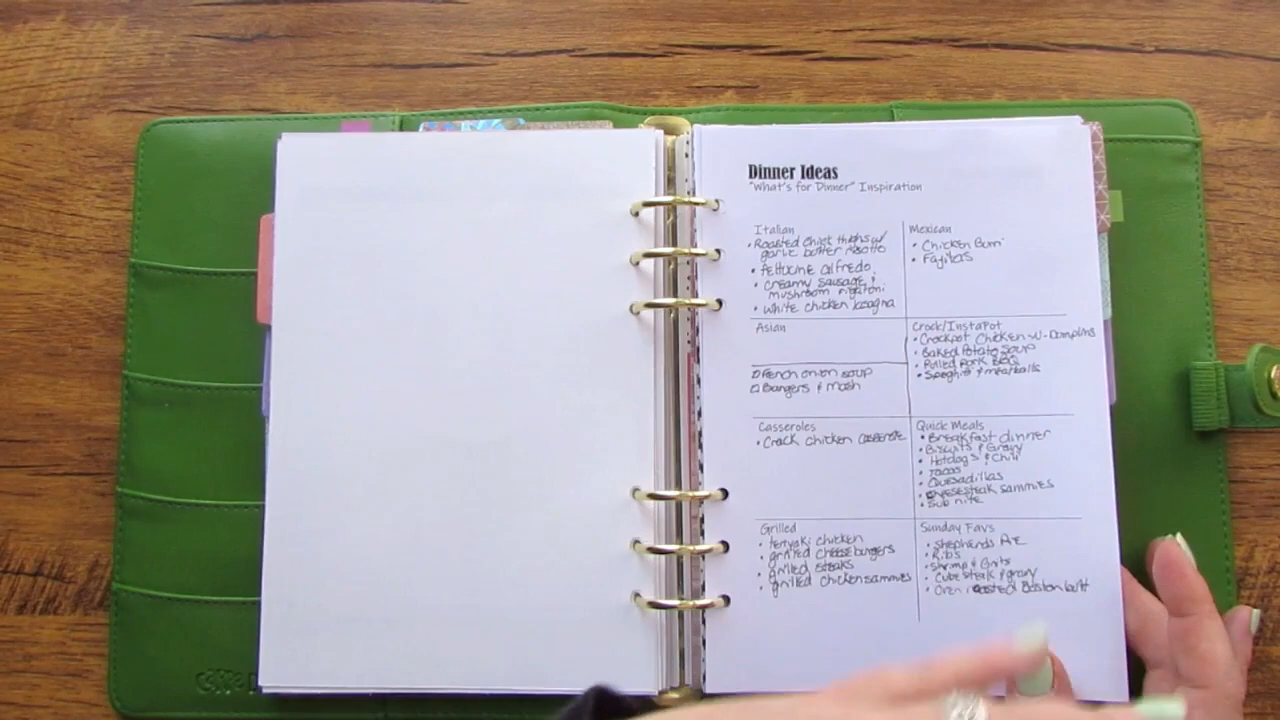 Dinner Ideas
"What's for Dinner" Inspiration
Italian
• Roasted chick thighs w/
garlic butter risotto
• fettucine alfredo
• creamy sausage &
mushroom rigatoni
• white chicken lasagna
Mexican
• Chicken Burri
• Fajitas
Asian
French onion soup
Bangers & mash
Crock/InstaPot
• Crockpot Chicken-N-Dumplins
• Baked Potato Soup
• Pulled Pork BBQ
• Spaghetti & meatballs
Casseroles
• Crack chicken casserole
Quick Meals
• Breakfast dinner
• Biscuits & Gravy
• Hotdogs & Chili
• Tacos
• Quesadillas
• cheesesteak sammies
• Sub nite
Grilled
• teriyaki chicken
• grilled cheeseburgers
• grilled steaks
• grilled chicken sammies
Sunday Favs
• Shepherds Pie
• Ribs
• Shrimp & Grits
• Cube steak & gravy
• Oven roasted Boston butt